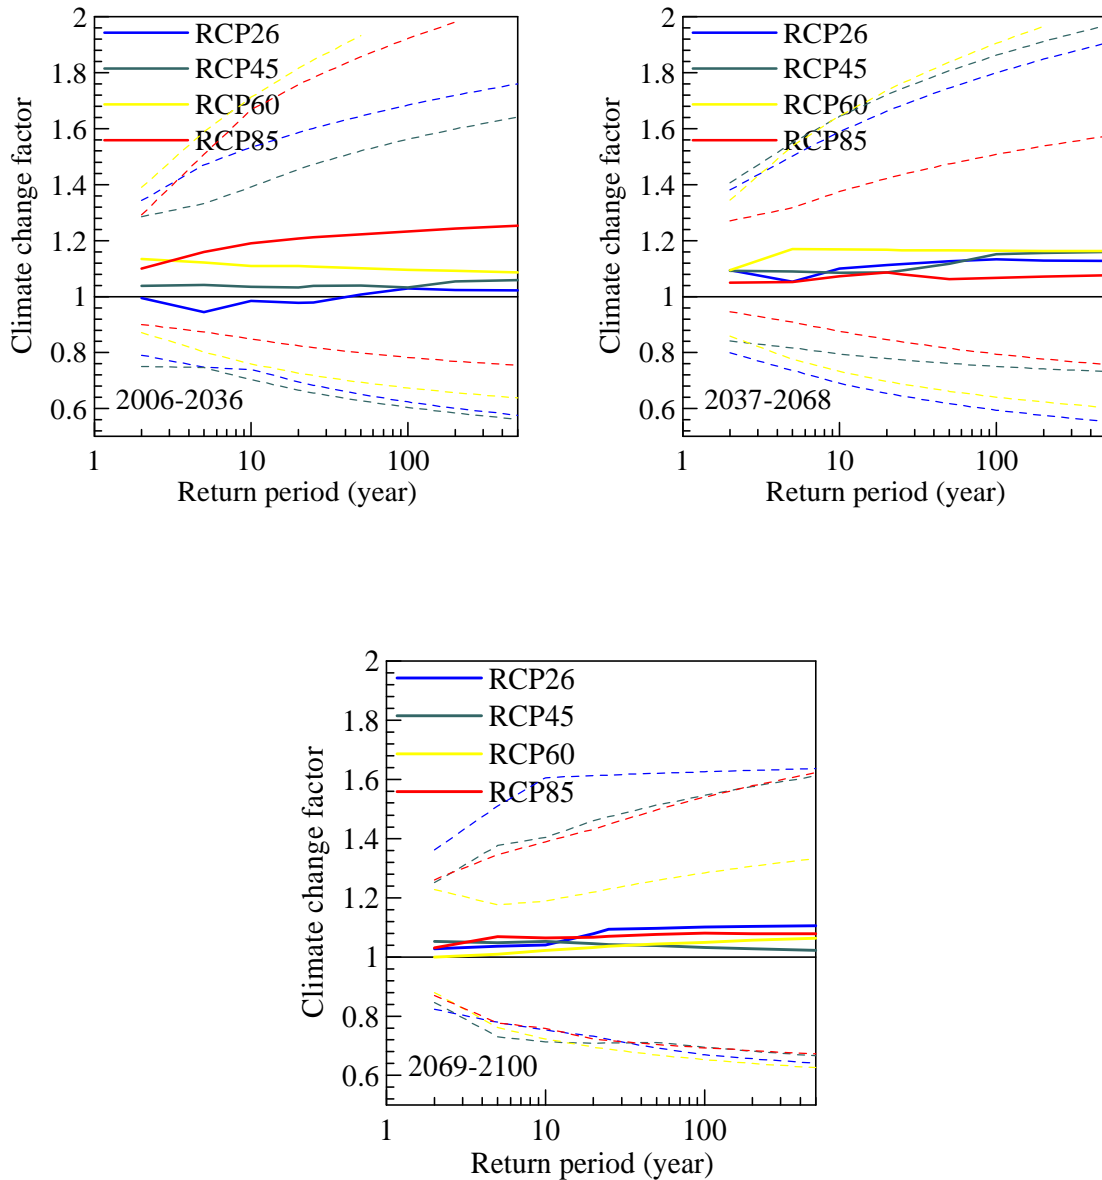 2
1.8
1.6
1.4
1.2
1
0.8
0.6
Climate change factor
RCP26
RCP45
RCP60
RCP85
2006-2036
1 10 100
Return period (year)
2
1.8
1.6
1.4
1.2
1
0.8
0.6
Climate change factor
RCP26
RCP45
RCP60
RCP85
2037-2068
1 10 100
Return period (year)
2
1.8
1.6
1.4
1.2
1
0.8
0.6
Climate change factor
RCP26
RCP45
RCP60
RCP85
2069-2100
1 10 100
Return period (year)